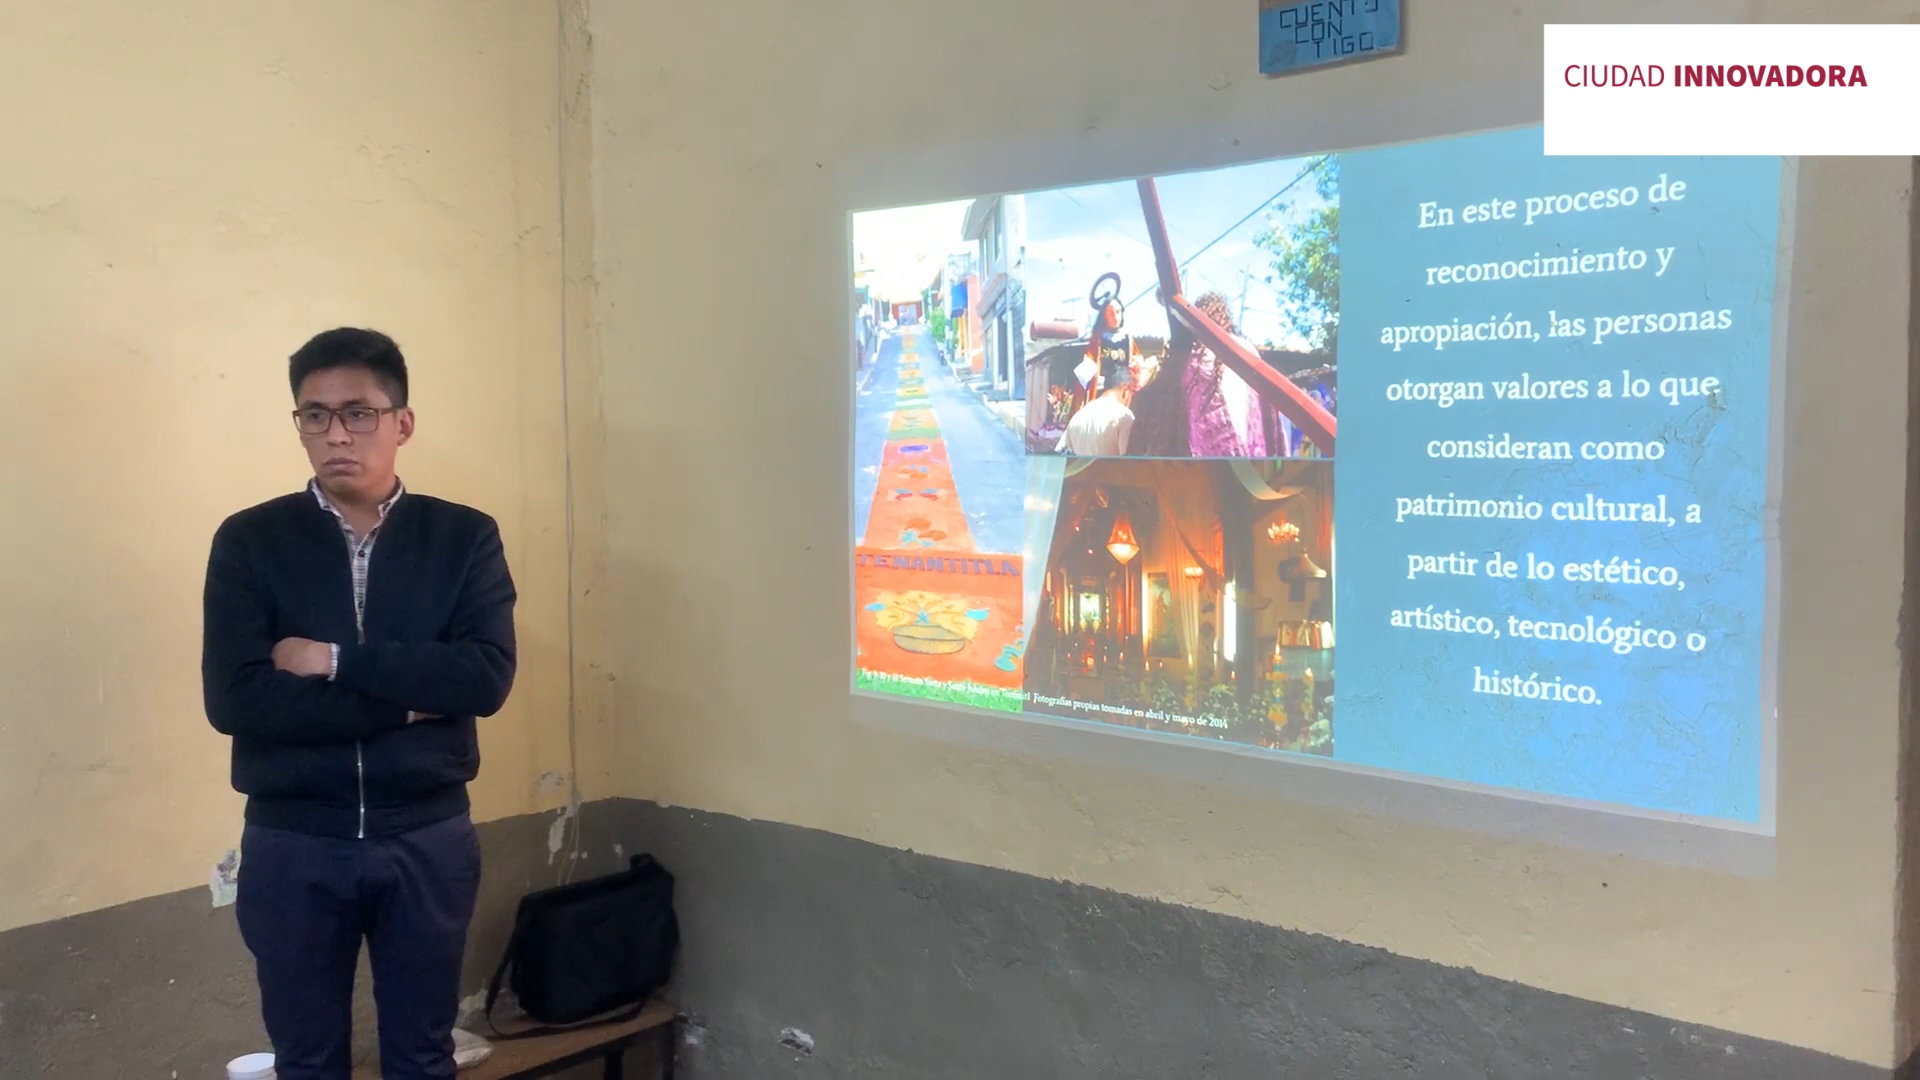 CUENTO
CON
TIGO
CIUDAD INNOVADORA
En este proceso de
reconocimiento y
apropiación, las personas
otorgan valores a lo que
consideran como
patrimonio cultural, a
partir de lo estético,
artístico, tecnológico o
histórico.
TENANTITLA
Fotografías propias tomadas en abril y mayo de 2014